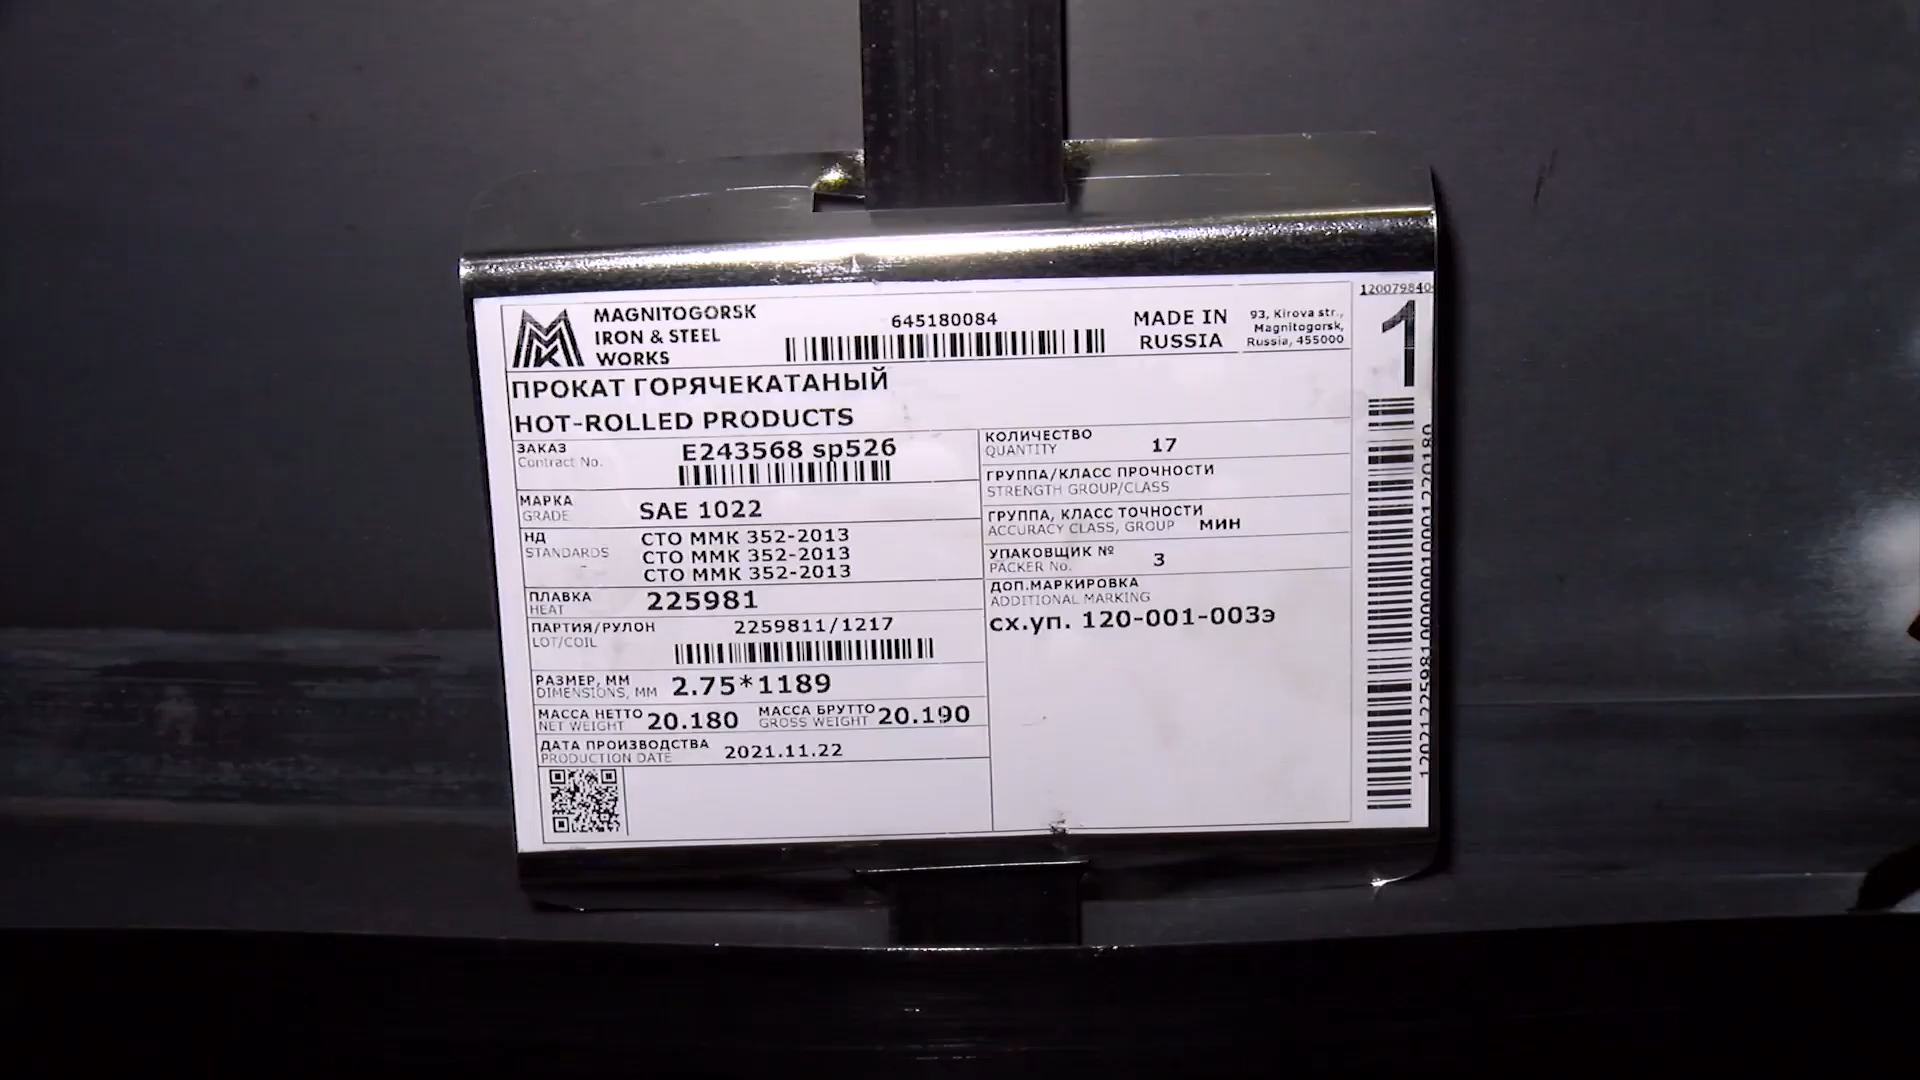 MAGNITOGORSK
IRON & STEEL
WORKS
645180084
MADE IN
RUSSIA
93, Kirova str.,
Magnitogorsk,
Russia, 455000
120079840
1
ПРОКАТ ГОРЯЧЕКАТАНЫЙ
HOT-ROLLED PRODUCTS
ЗАКАЗ
Contract No.
E243568 sp526
МАРКА
GRADE
SAE 1022
НД
STANDARDS
СТО ММК 352-2013
СТО ММК 352-2013
СТО ММК 352-2013
ПЛАВКА
HEAT
225981
ПАРТИЯ/РУЛОН
LOT/COIL
2259811/1217
РАЗМЕР, ММ
DIMENSIONS, MM
2.75*1189
МАССА НЕТТО
NET WEIGHT
20.180
МАССА БРУТТО
GROSS WEIGHT
20.190
ДАТА ПРОИЗВОДСТВА
PRODUCTION DATE
2021.11.22
КОЛИЧЕСТВО
QUANTITY
17
ГРУППА/КЛАСС ПРОЧНОСТИ
STRENGTH GROUP/CLASS
ГРУППА, КЛАСС ТОЧНОСТИ
ACCURACY CLASS, GROUP
МИН
УПАКОВЩИК №
PACKER No.
3
ДОП.МАРКИРОВКА
ADDITIONAL MARKING
сх.уп. 120-001-003э